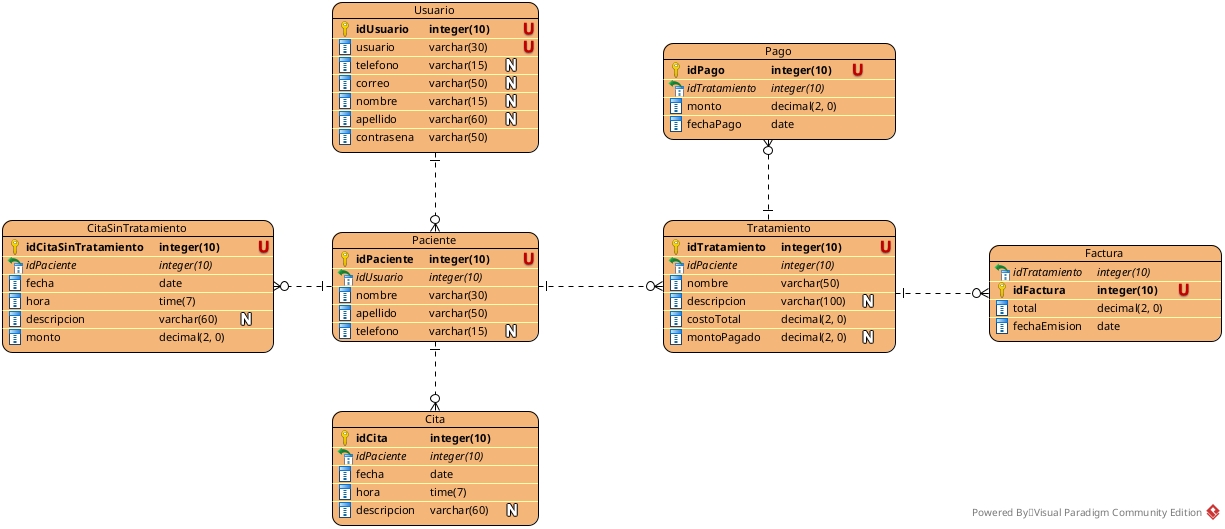 Usuario
idUsuario integer(10) U
usuario varchar(30) U
telefono varchar(15) N
correo varchar(50) N
nombre varchar(15) N
apellido varchar(60) N
contrasena varchar(50)
Pago
idPago integer(10) U
idTratamiento integer(10)
monto decimal(2, 0)
fechaPago date
CitaSinTratamiento
idCitaSinTratamiento integer(10) U
idPaciente integer(10)
fecha date
hora time(7)
descripcion varchar(60) N
monto decimal(2, 0)
Paciente
idPaciente integer(10) U
idUsuario integer(10)
nombre varchar(30)
apellido varchar(50)
telefono varchar(15) N
Tratamiento
idTratamiento integer(10) U
idPaciente integer(10)
nombre varchar(50)
descripcion varchar(100) N
costoTotal decimal(2, 0)
montoPagado decimal(2, 0) N
Factura
idTratamiento integer(10)
idFactura integer(10) U
total decimal(2, 0)
fechaEmision date
Cita
idCita integer(10)
idPaciente integer(10)
fecha date
hora time(7)
descripcion varchar(60) N
Powered By Visual Paradigm Community Edition